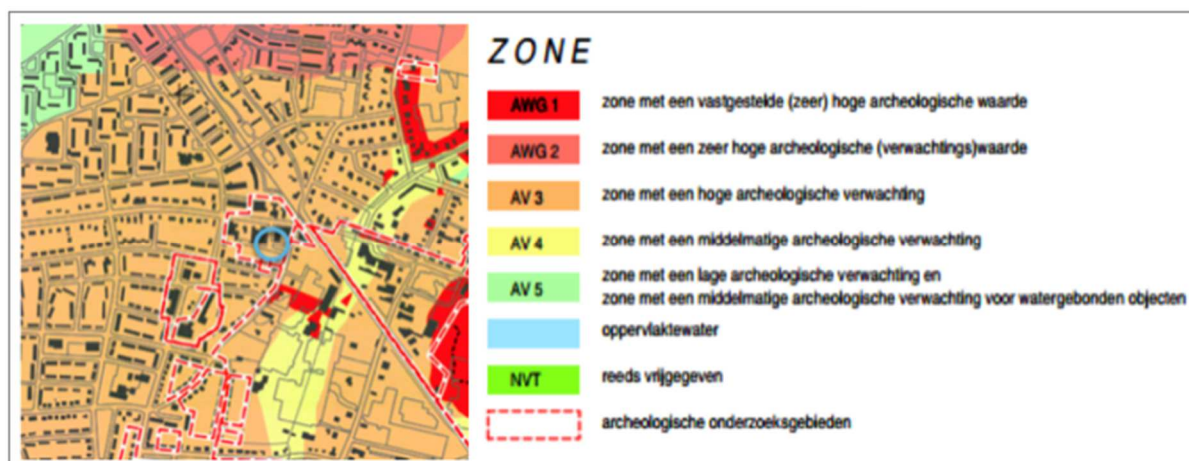 ZONE
AWG 1 zone met een vastgestelde (zeer) hoge archeologische waarde
AWG 2 zone met een zeer hoge archeologische (verwachtings)waarde
AV 3 zone met een hoge archeologische verwachting
AV 4 zone met een middelmatige archeologische verwachting
AV 5 zone met een lage archeologische verwachting en
zone met een middelmatige archeologische verwachting voor watergebonden objecten
oppervlaktewater
NVT reeds vrijgegeven
archeologische onderzoeksgebieden